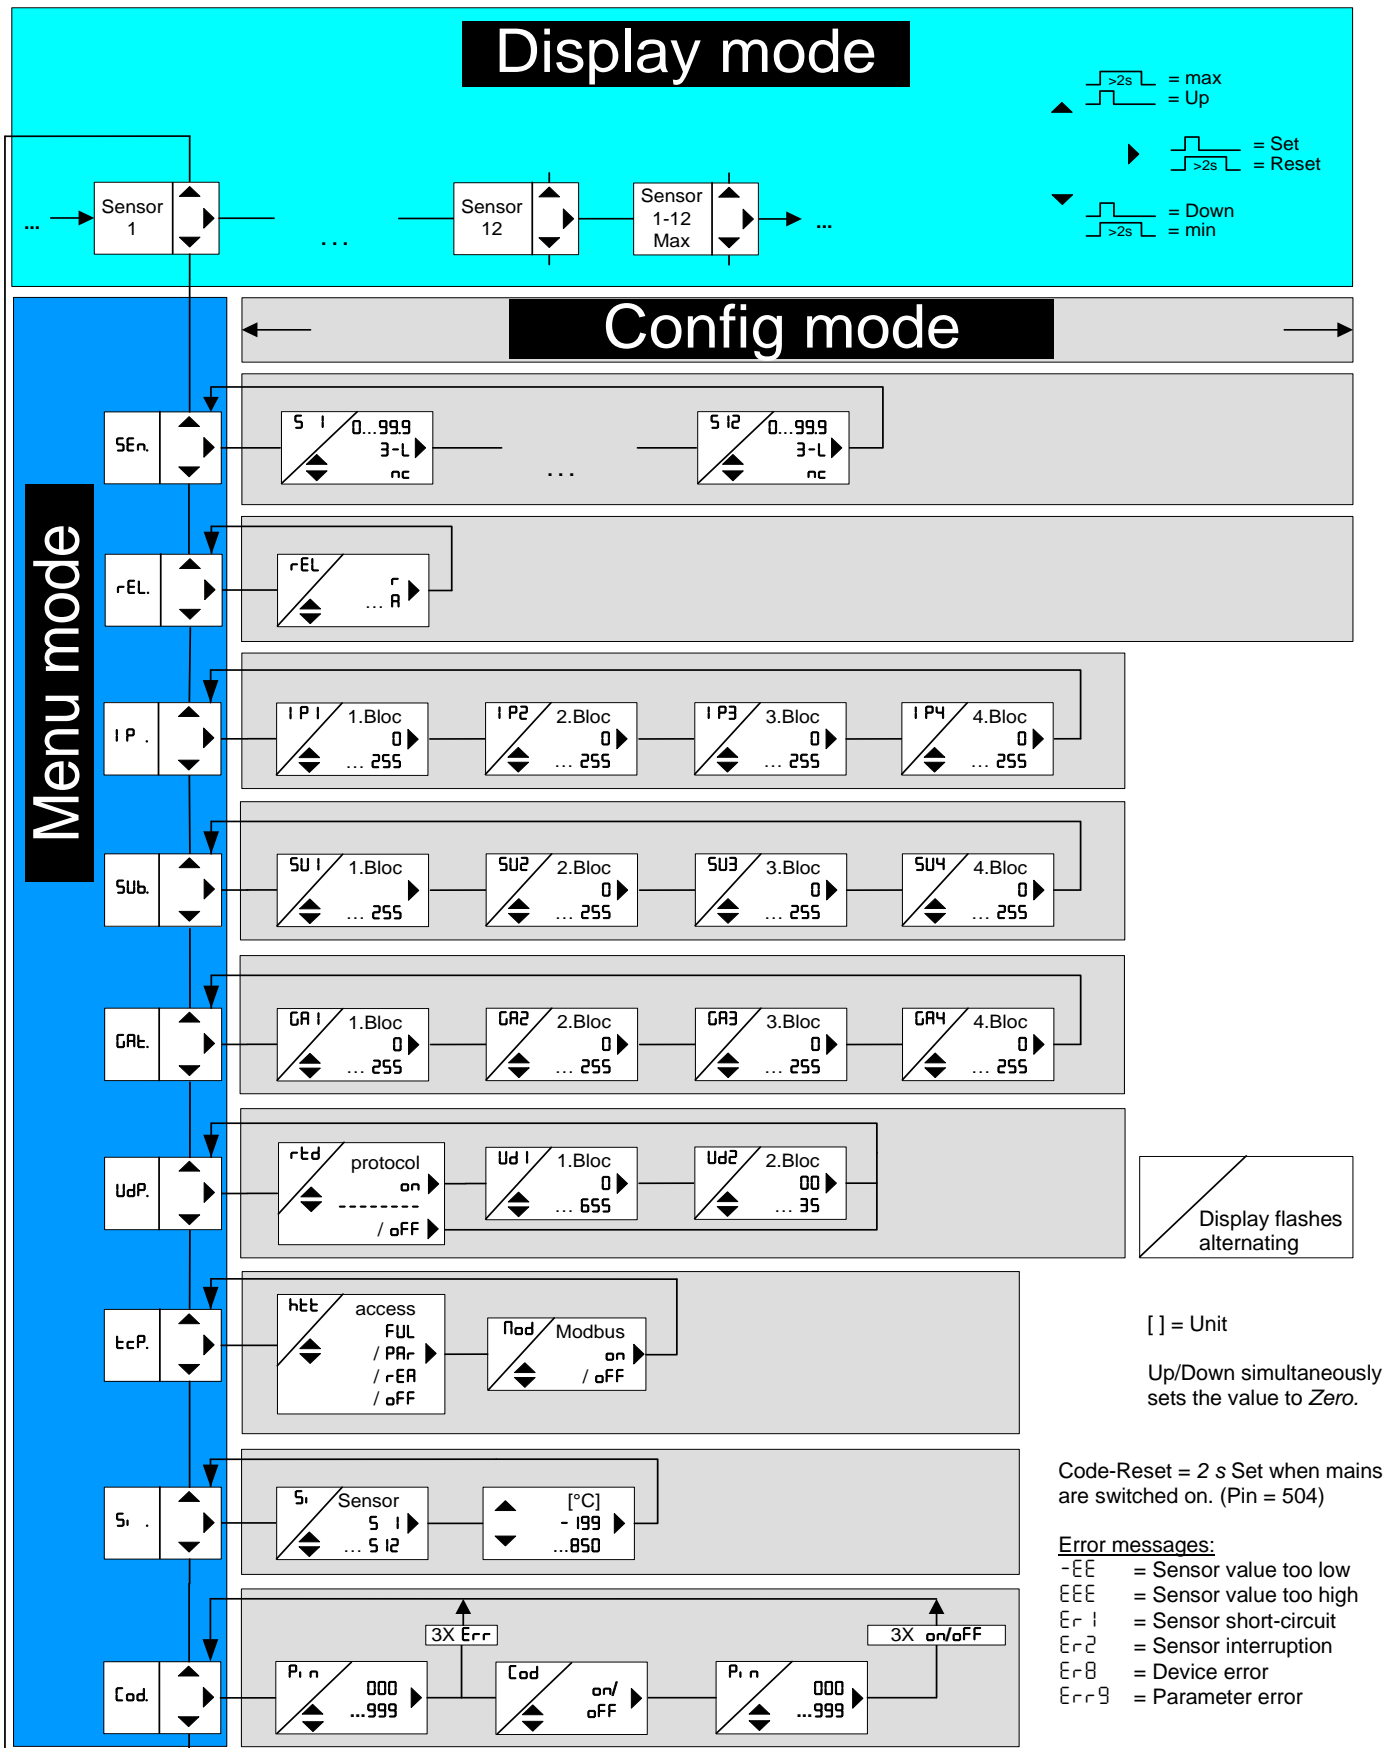 Display mode
>2s = max
= Up
= Set
>2s = Reset
= Down
>2s = min
...
Sensor
1
...
Sensor
12
Sensor
1-12
Max
...
Config mode
Menu mode
SEn.
S 1
0...99.9
3-L
nc
...
S 12
0...99.9
3-L
nc
rEL.
rEL
r
... A
IP .
IP1 1.Bloc
0
... 255
IP2 2.Bloc
0
... 255
IP3 3.Bloc
0
... 255
IP4 4.Bloc
0
... 255
SUb.
SU1 1.Bloc
... 255
SU2 2.Bloc
0
... 255
SU3 3.Bloc
0
... 255
SU4 4.Bloc
0
... 255
GAt.
GA1 1.Bloc
0
... 255
GA2 2.Bloc
0
... 255
GA3 3.Bloc
0
... 255
GA4 4.Bloc
0
... 255
UdP.
rtd
protocol
on
--------
/ oFF
Ud1 1.Bloc
0
... 655
Ud2 2.Bloc
00
... 35
Display flashes
alternating
tcP.
htt
access
FUL
/ PAr
/ rEA
/ oFF
Mod Modbus
on
/ oFF
[ ] = Unit
Up/Down simultaneously
sets the value to Zero.
Si .
Si Sensor
S 1
... S 12
[°C]
-199
...850
Code-Reset = 2 s Set when mains
are switched on. (Pin = 504)
Error messages:
-EE = Sensor value too low
EEE = Sensor value too high
Er1 = Sensor short-circuit
Er2 = Sensor interruption
Er8 = Device error
Err9 = Parameter error
Cod.
Pin
000
...999
3X Err
Cod
on/
oFF
Pin
000
...999
3X on/oFF